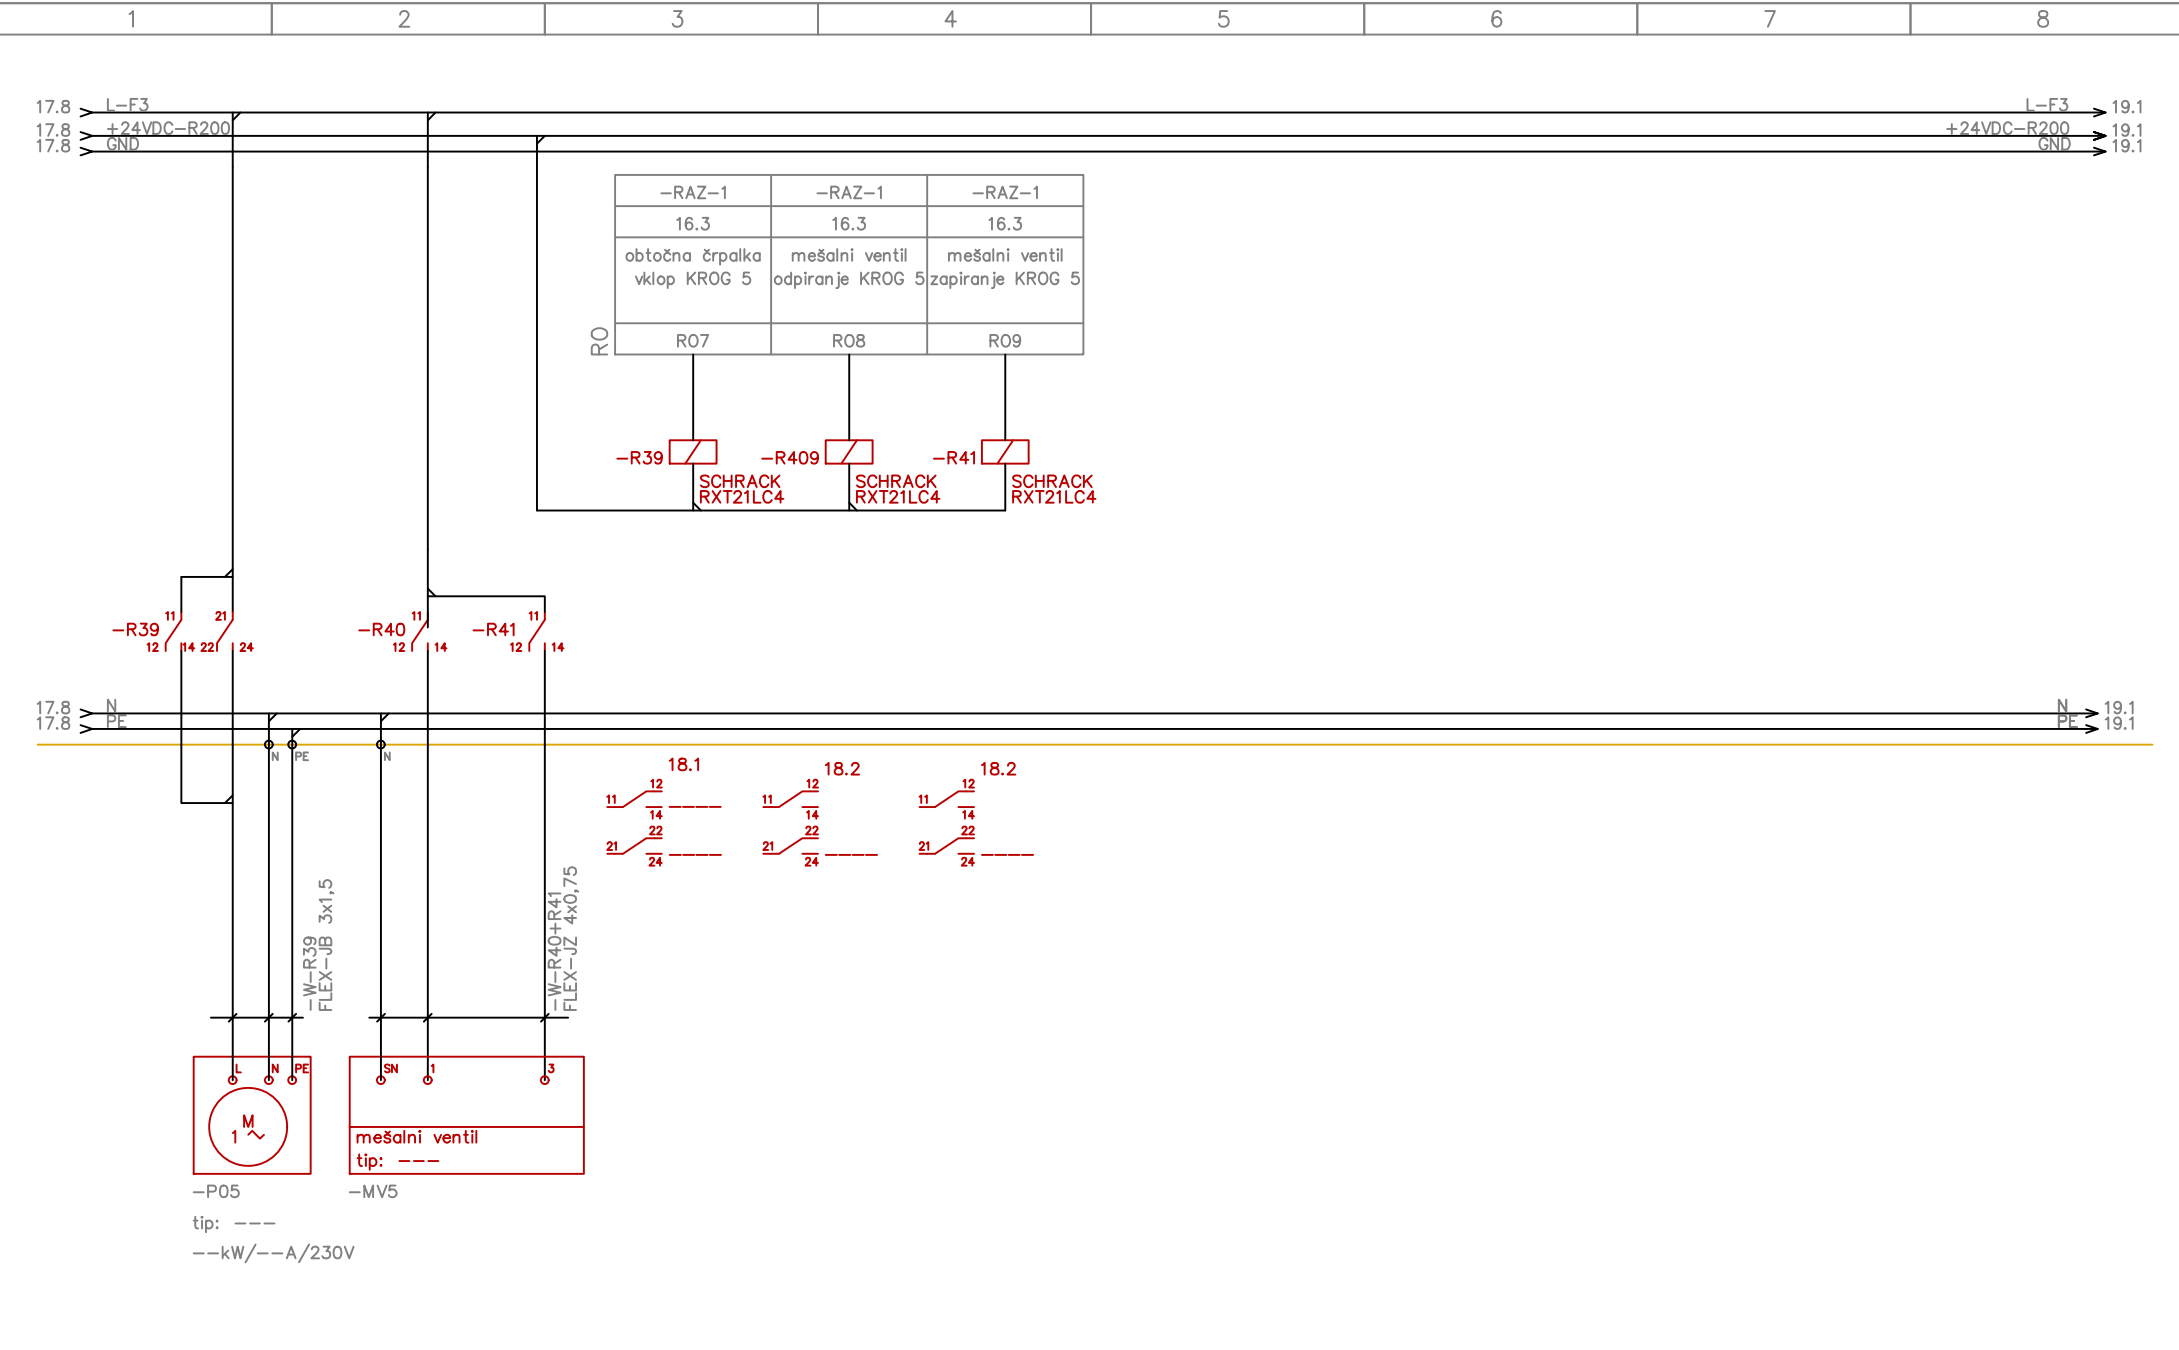 1 2 3 4 5 6 7 8
17.8 L-F3 L-F3 19.1
17.8 +24VDC-R200 +24VDC-R200 19.1
17.8 GND GND 19.1
-RAZ-1 -RAZ-1 -RAZ-1
16.3 16.3 16.3
obtočna črpalka mešalni ventil mešalni ventil
vklop KROG 5 odpiranje KROG 5 zapiranje KROG 5
RO
RO7 RO8 RO9
-R39 -R409 -R41
SCHRACK SCHRACK SCHRACK
RXT21LC4 RXT21LC4 RXT21LC4
11 21 11 11
-R39 -R40 -R41
12 14 22 24 12 14 12 14
17.8 N N 19.1
17.8 PE PE 19.1
N PE N
18.1 18.2 18.2
12 12 12
11 11 11
14 14 14
22 22 22
21 21 21
24 24 24
-W-R39
FLEX-JB 3x1,5
-W-R40+R41
FLEX-JZ 4x0,75
L N PE SN 1 3
M
1
mešalni ventil
tip: ---
-P05 -MV5
tip: ---
--kW/--A/230V